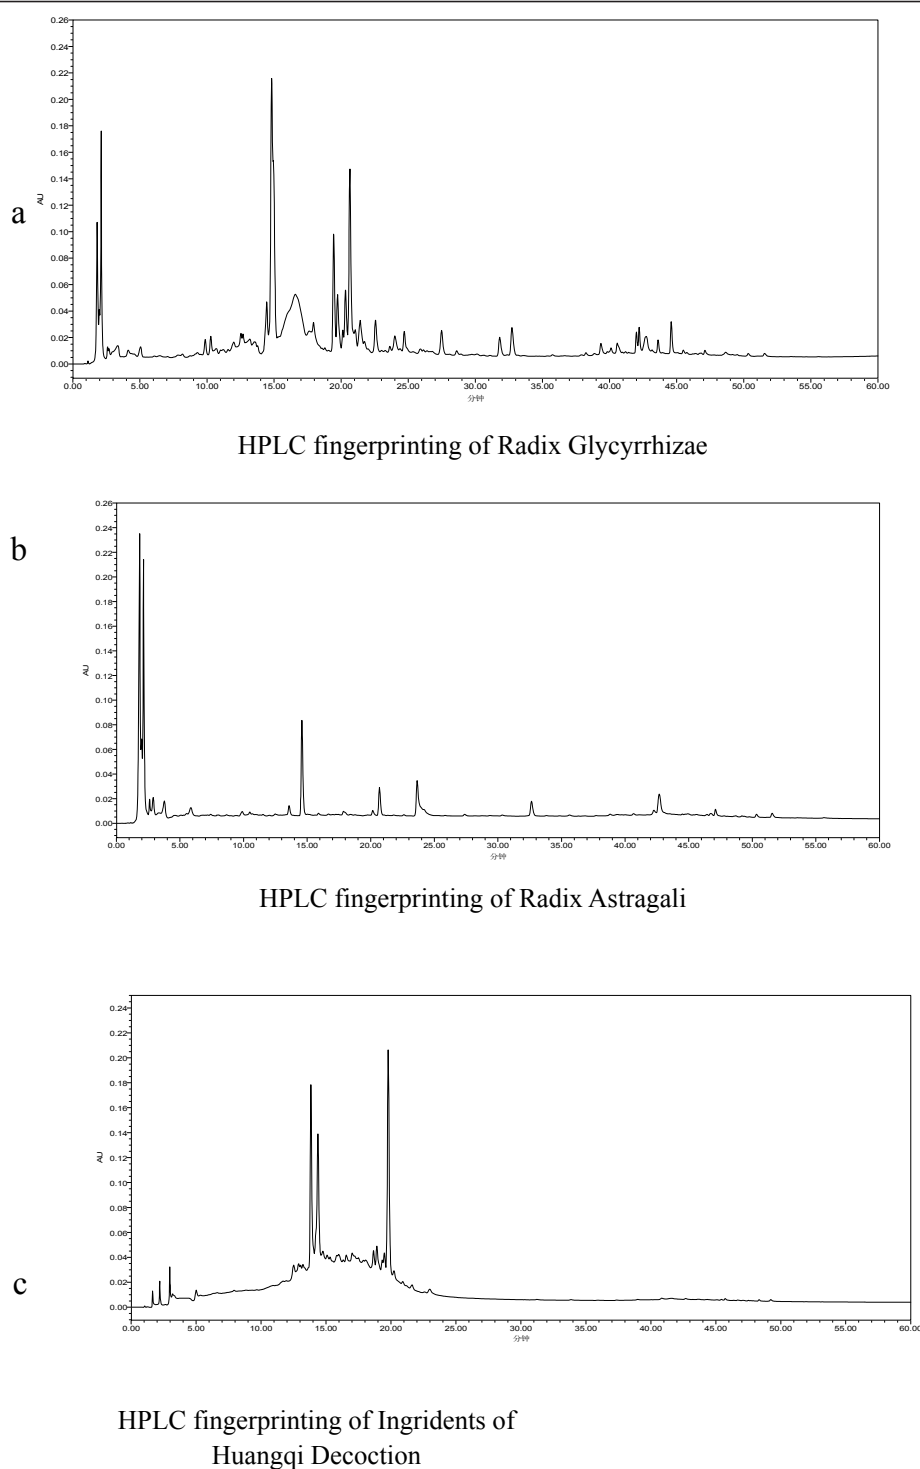 a
0.26
0.24
0.22
0.20
0.18
0.16
0.14
0.12
0.10
0.08
0.06
0.04
0.02
0.00
AU
0.00 5.00 10.00 15.00 20.00 25.00 30.00 35.00 40.00 45.00 50.00 55.00 60.00
分钟
HPLC fingerprinting of Radix Glycyrrhizae
b
0.26
0.24
0.22
0.20
0.18
0.16
0.14
0.12
0.10
0.08
0.06
0.04
0.02
0.00
AU
0.00 5.00 10.00 15.00 20.00 25.00 30.00 35.00 40.00 45.00 50.00 55.00 60.00
分钟
HPLC fingerprinting of Radix Astragali
c
0.24
0.22
0.20
0.18
0.16
0.14
0.12
0.10
0.08
0.06
0.04
0.02
0.00
AU
0.00 5.00 10.00 15.00 20.00 25.00 30.00 35.00 40.00 45.00 50.00 55.00 60.00
分钟
HPLC fingerprinting of Ingridents of
Huangqi Decoction